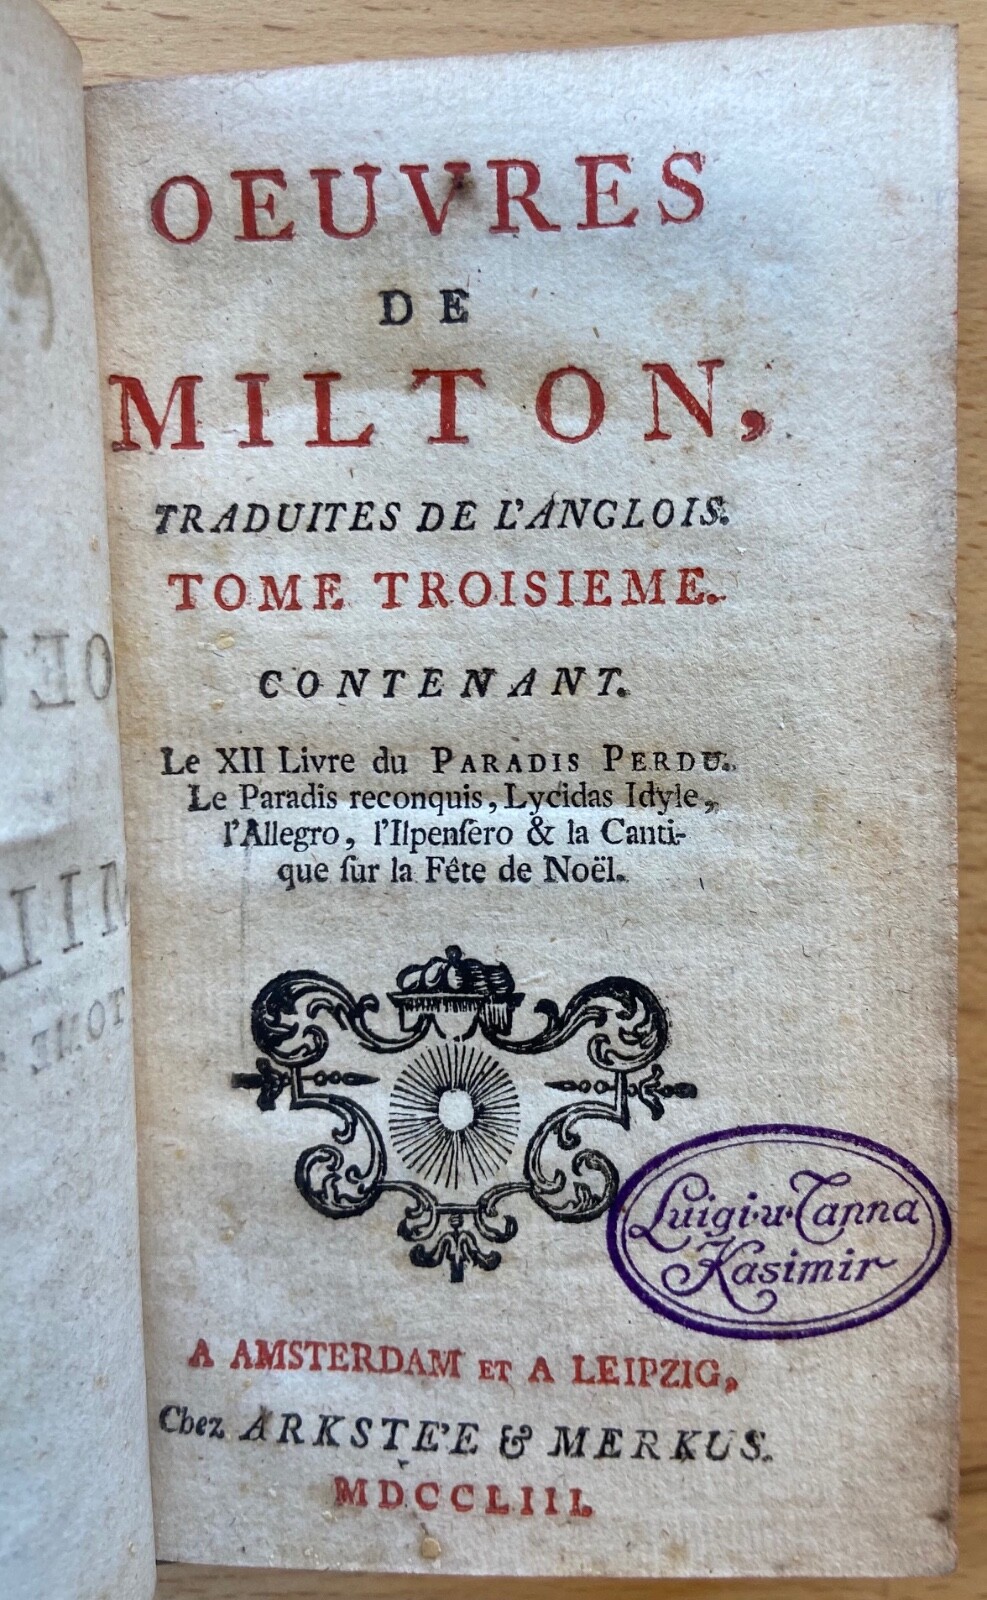 OEUVRES
DE
MILTON,
TRADUITES DE L'ANGLOIS.
TOME TROISIEME.
CONTENANT.
Le XII Livre du PARADIS PERDU.
Le Paradis reconquis, Lycidas Idyle,
l'Allegro, l'Ilpenſero & la Canti-
que ſur la Fête de Noël.
Luigi·u·Tanna
Kasimir
A AMSTERDAM ET A LEIPZIG,
Chez ARKSTE'E & MERKUS.
MDCCLIII.